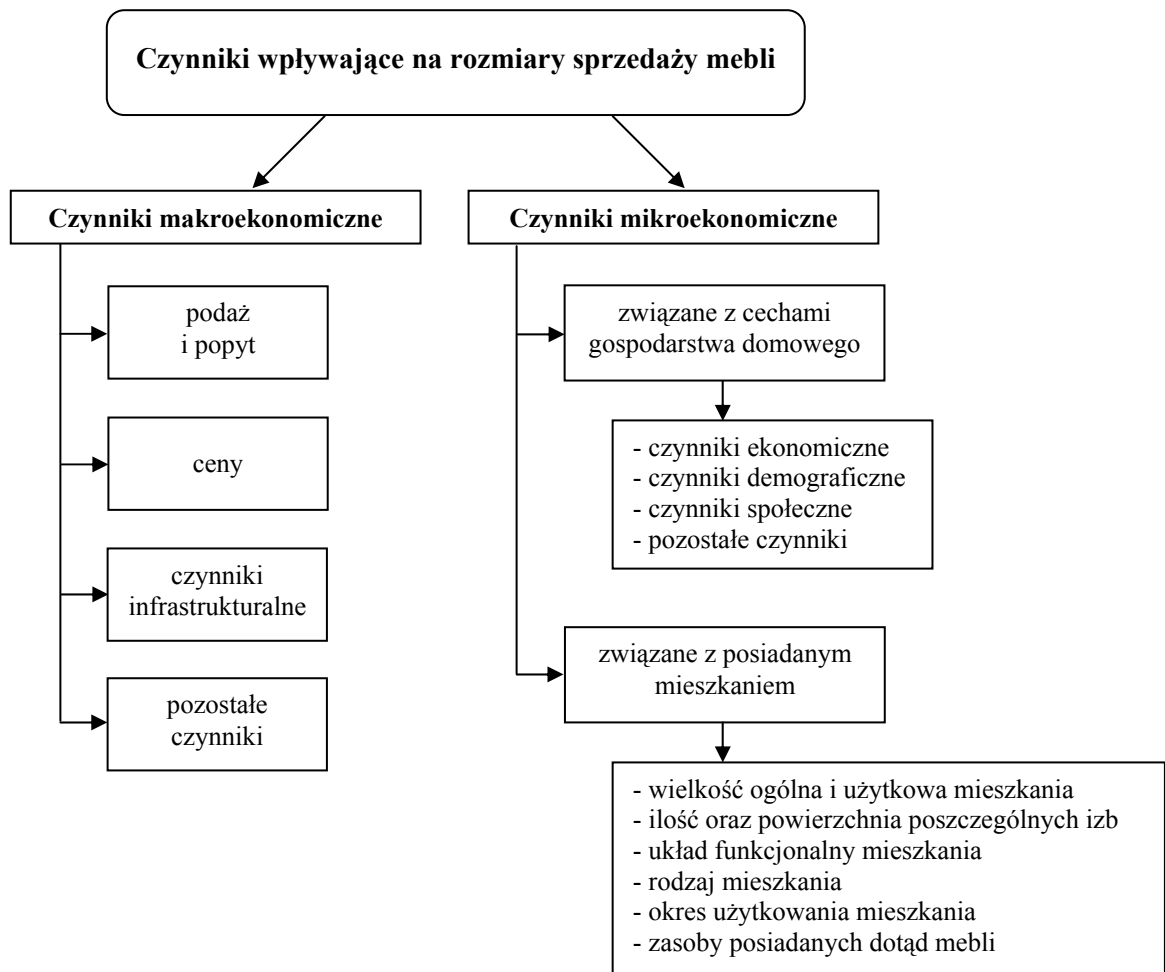 Czynniki wpływające na rozmiary sprzedaży mebli
Czynniki makroekonomiczne
podaż
i popyt
ceny
czynniki
infrastrukturalne
pozostałe
czynniki
Czynniki mikroekonomiczne
związane z cechami
gospodarstwa domowego
- czynniki ekonomiczne
- czynniki demograficzne
- czynniki społeczne
- pozostałe czynniki
związane z posiadanym
mieszkaniem
- wielkość ogólna i użytkowa mieszkania
- ilość oraz powierzchnia poszczególnych izb
- układ funkcjonalny mieszkania
- rodzaj mieszkania
- okres użytkowania mieszkania
- zasoby posiadanych dotąd mebli